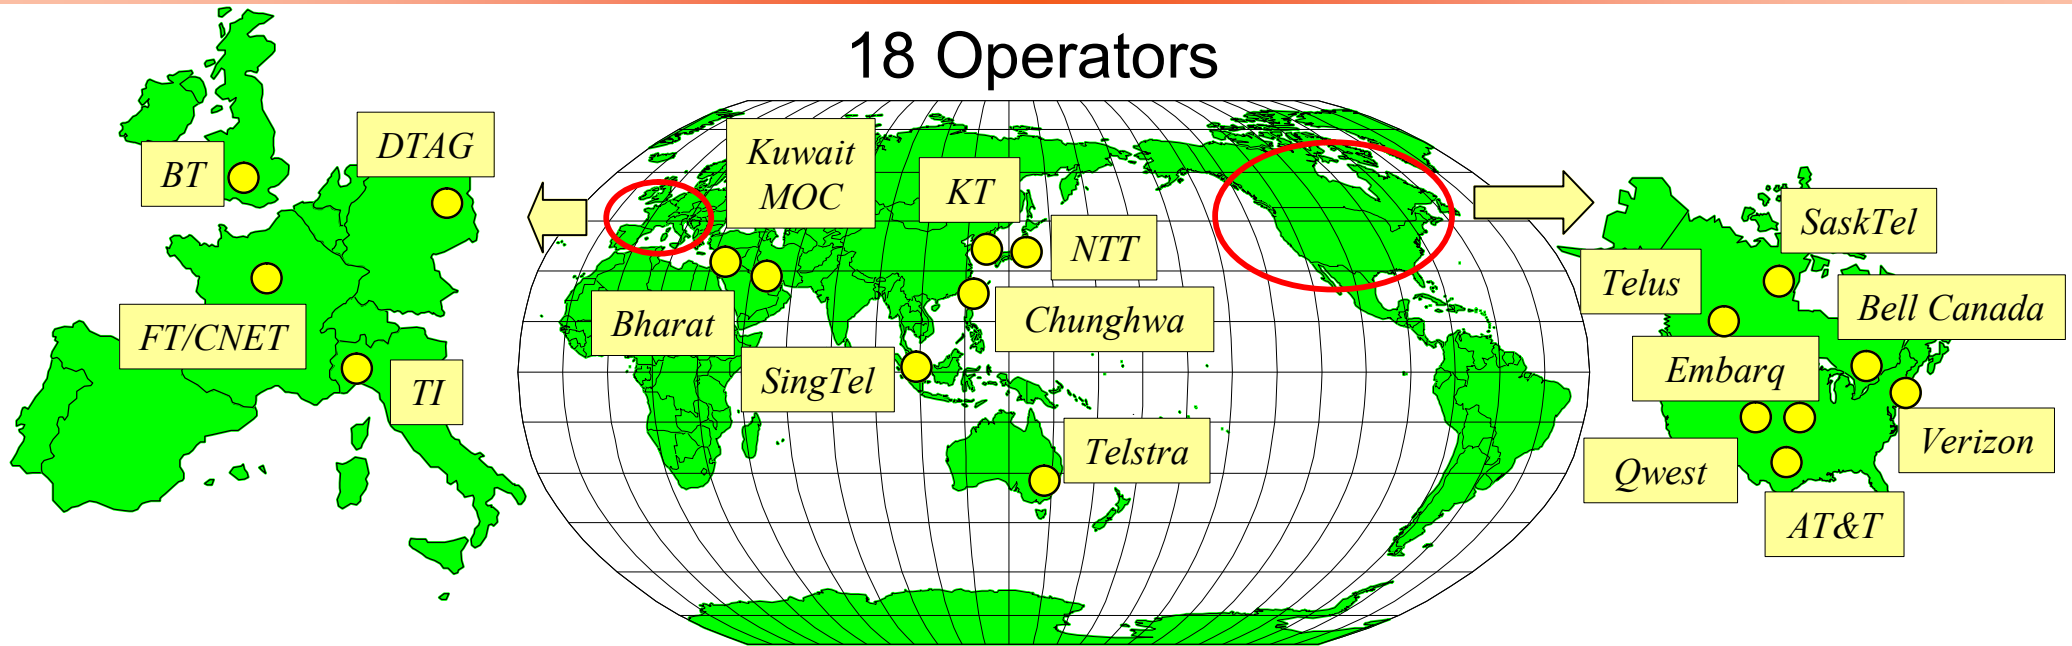 18 Operators
BT
DTAG
FT/CNET
TI
Kuwait
MOC
KT
NTT
Bharat
Chunghwa
SingTel
Telstra
SaskTel
Telus
Bell Canada
Embarq
Verizon
Qwest
AT&T